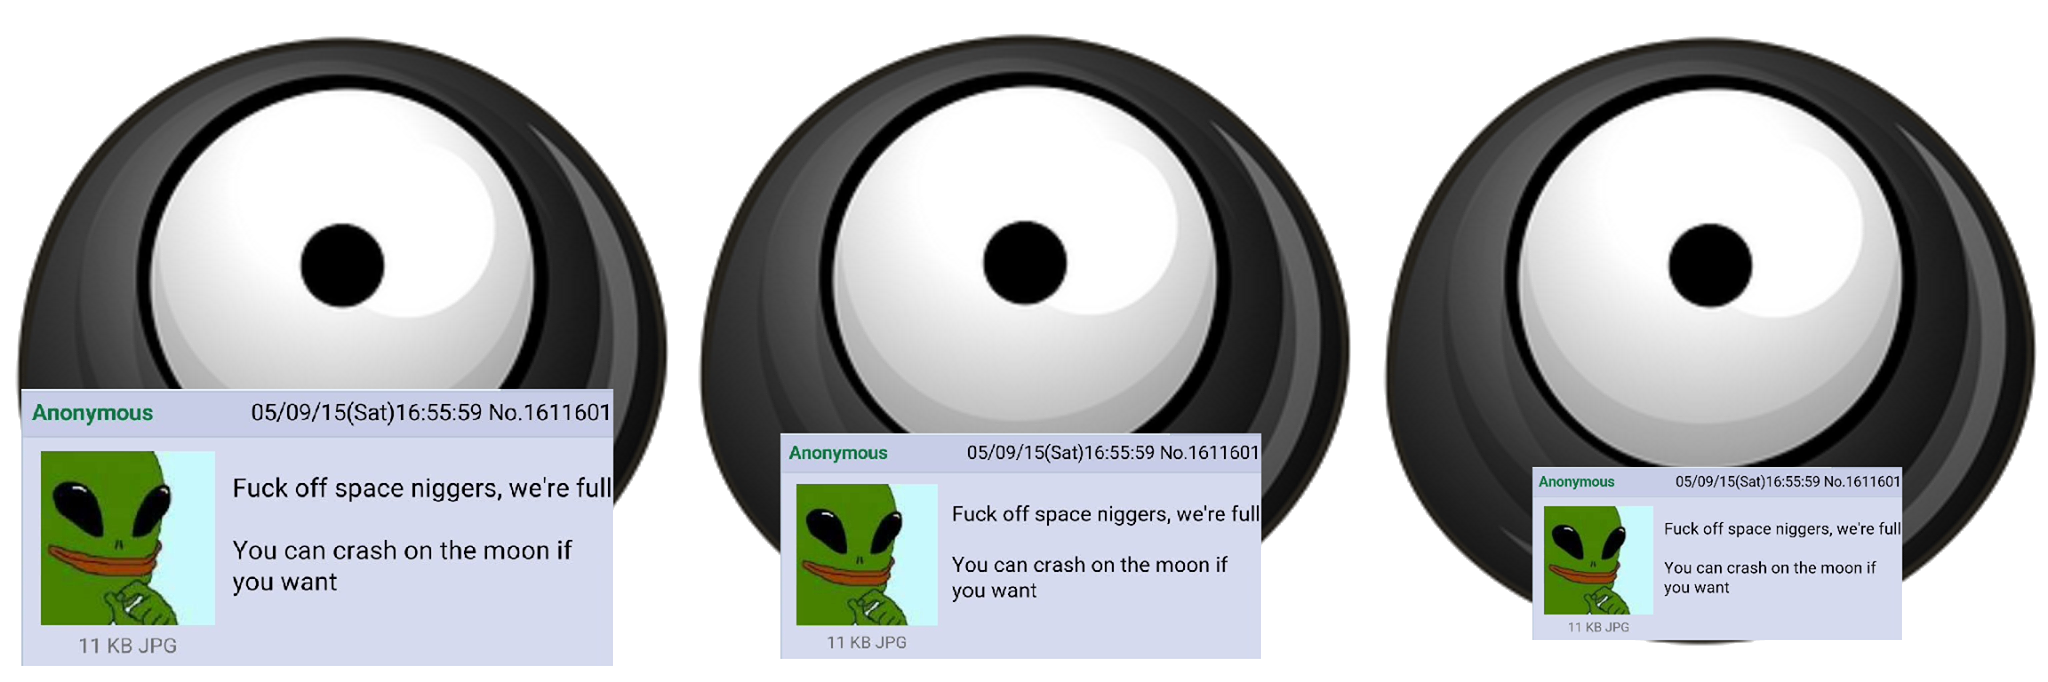 Anonymous 05/09/15(Sat)16:55:59 No.1611601
Fuck off space niggers, we're full
You can crash on the moon if
you want
11 KB JPG
Anonymous 05/09/15(Sat)16:55:59 No.1611601
Fuck off space niggers, we're full
You can crash on the moon if
you want
11 KB JPG
Anonymous 05/09/15(Sat)16:55:59 No.1611601
Fuck off space niggers, we're full
You can crash on the moon if
you want
11 KB JPG